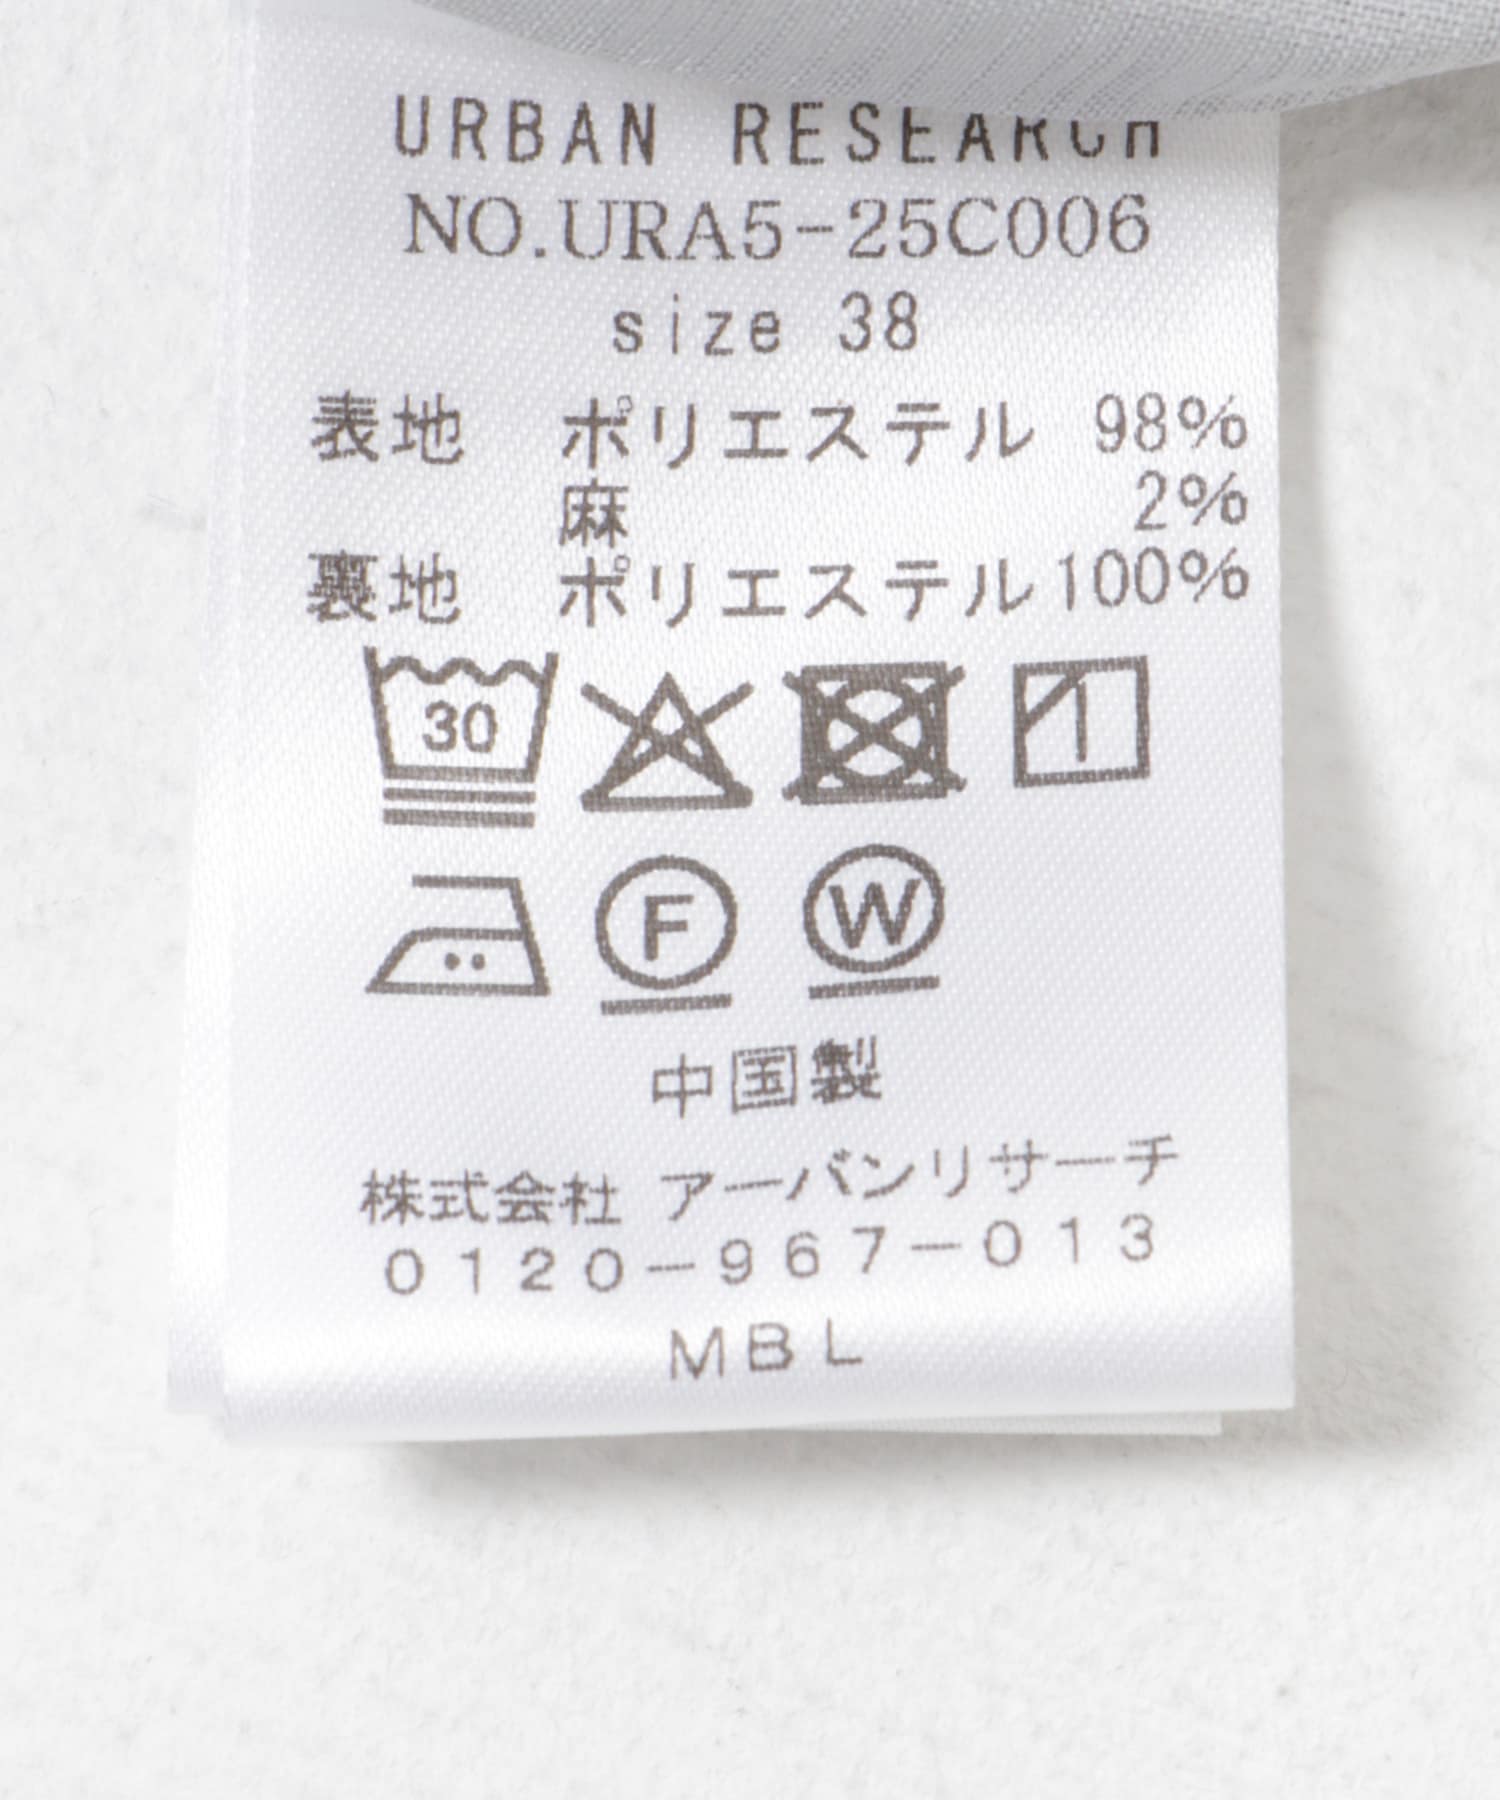 URBAN RESEARCH
NO.URA5-25C006
size 38
表地 ポリエステル 98%
麻 2%
裏地 ポリエステル100%
30
F W
中国製
株式会社 アーバンリサーチ
0120-967-013
MBL